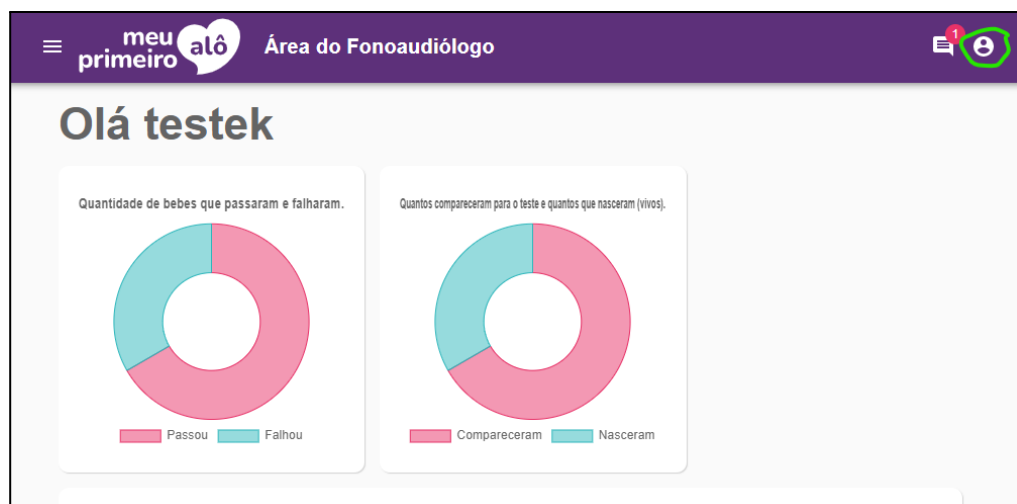 meu
primeiro alô
Área do Fonoaudiólogo
1
Olá testek
Quantidade de bebes que passaram e falharam.
Passou Falhou
Quantos compareceram para o teste e quantos que nasceram (vivos).
Compareceram Nasceram